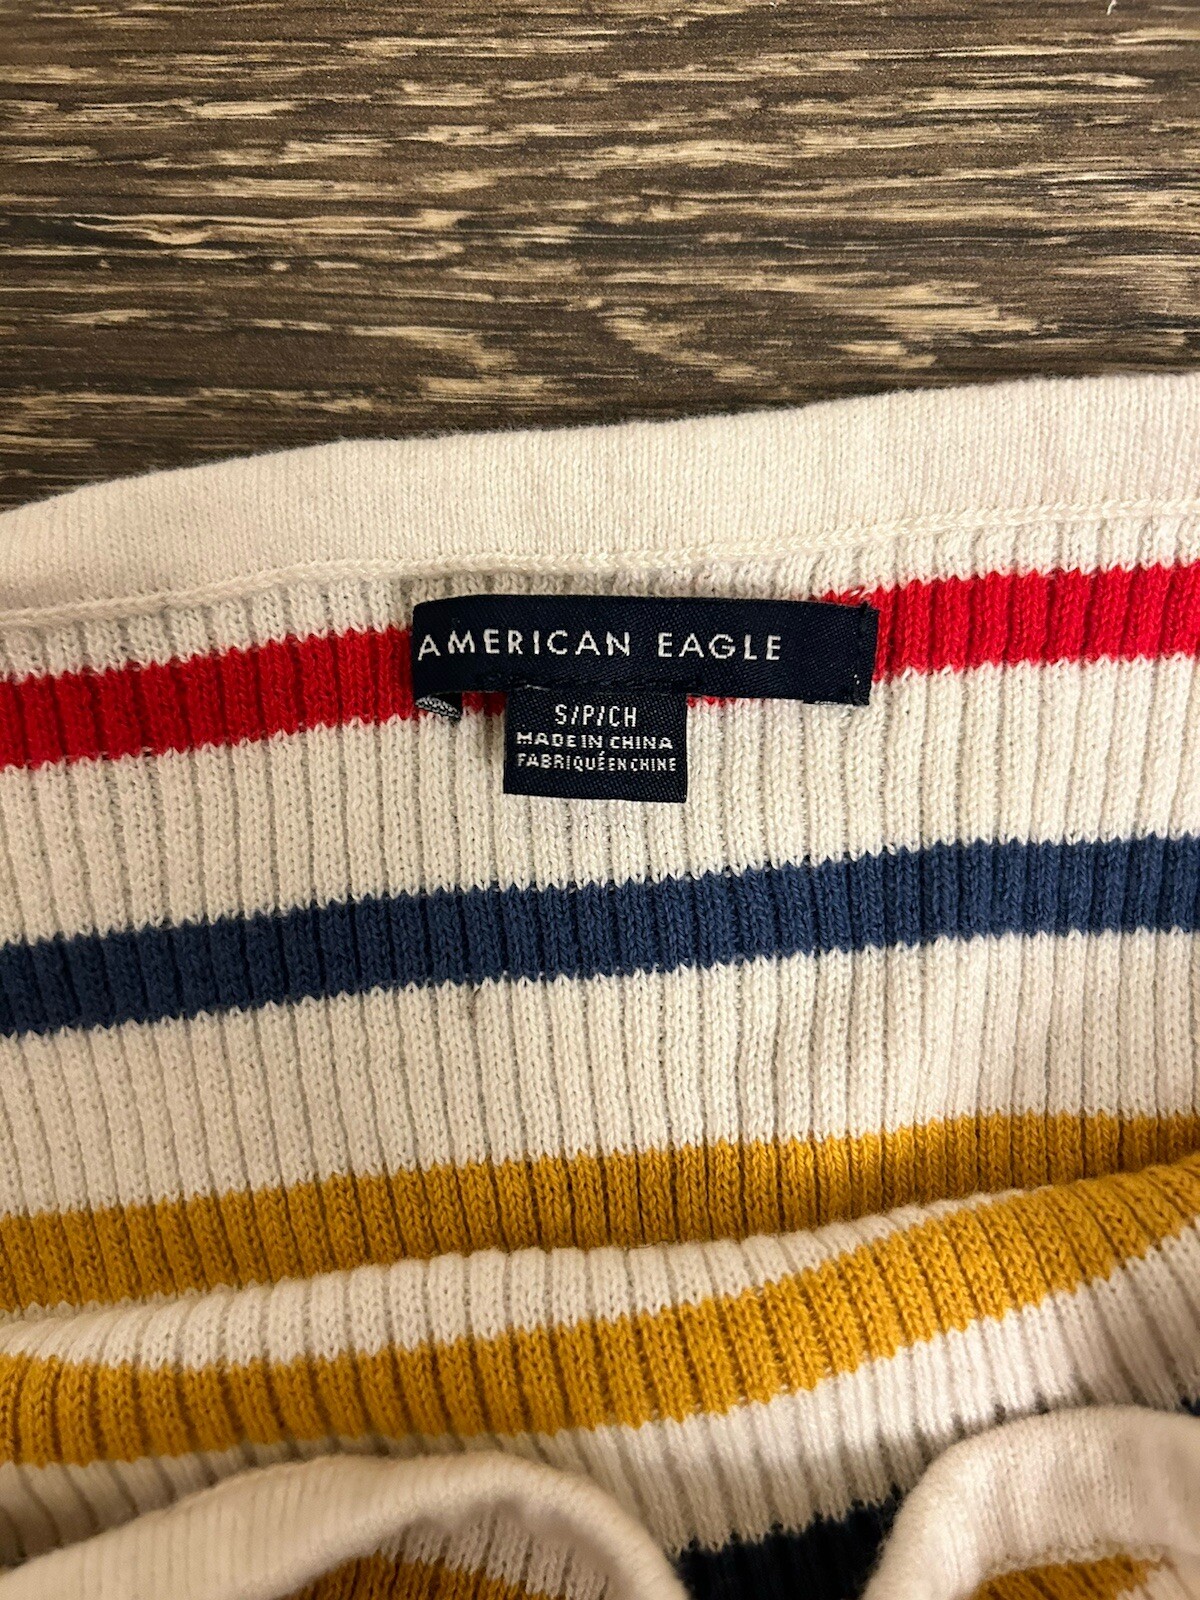 AMERICAN EAGLE
S/P/CH
MADE IN CHINA
FABRIQUÉ EN CHINE